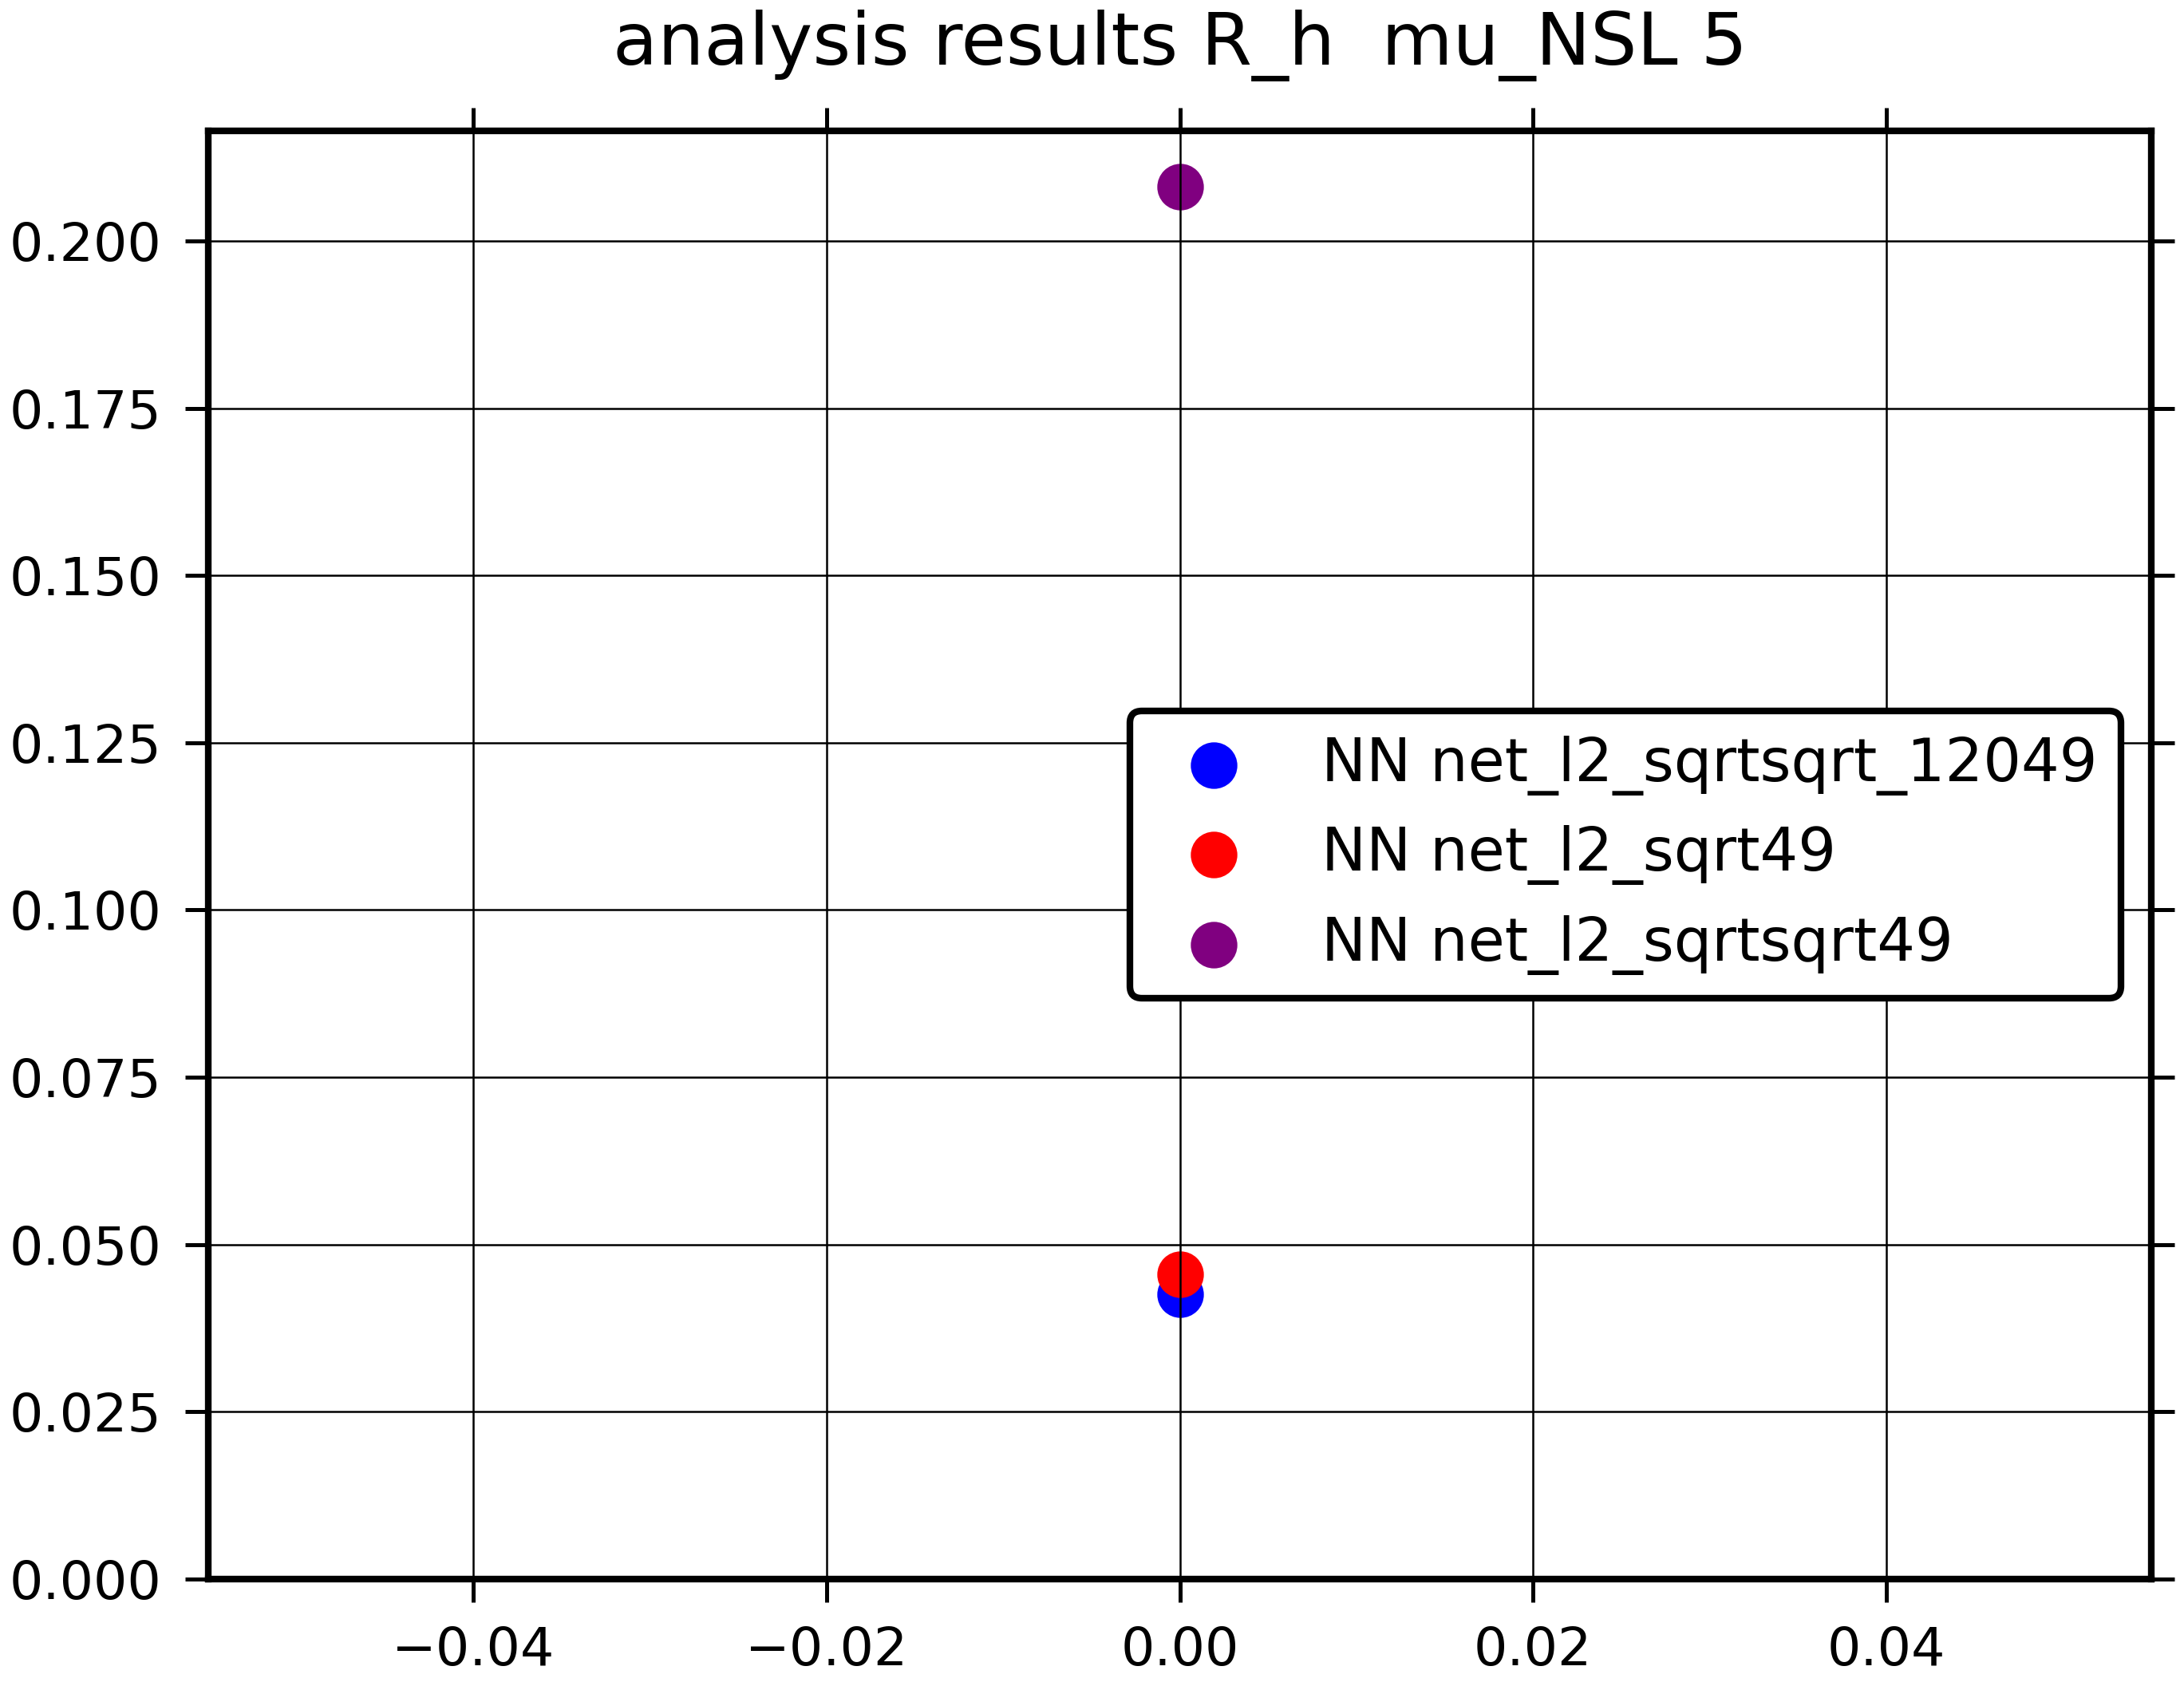 analysis results R_h  mu_NSL 5
0.200
0.175
0.150
0.125
0.100
0.075
0.050
0.025
0.000
NN net_l2_sqrtsqrt_12049
NN net_l2_sqrt49
NN net_l2_sqrtsqrt49
−0.04 −0.02 0.00 0.02 0.04